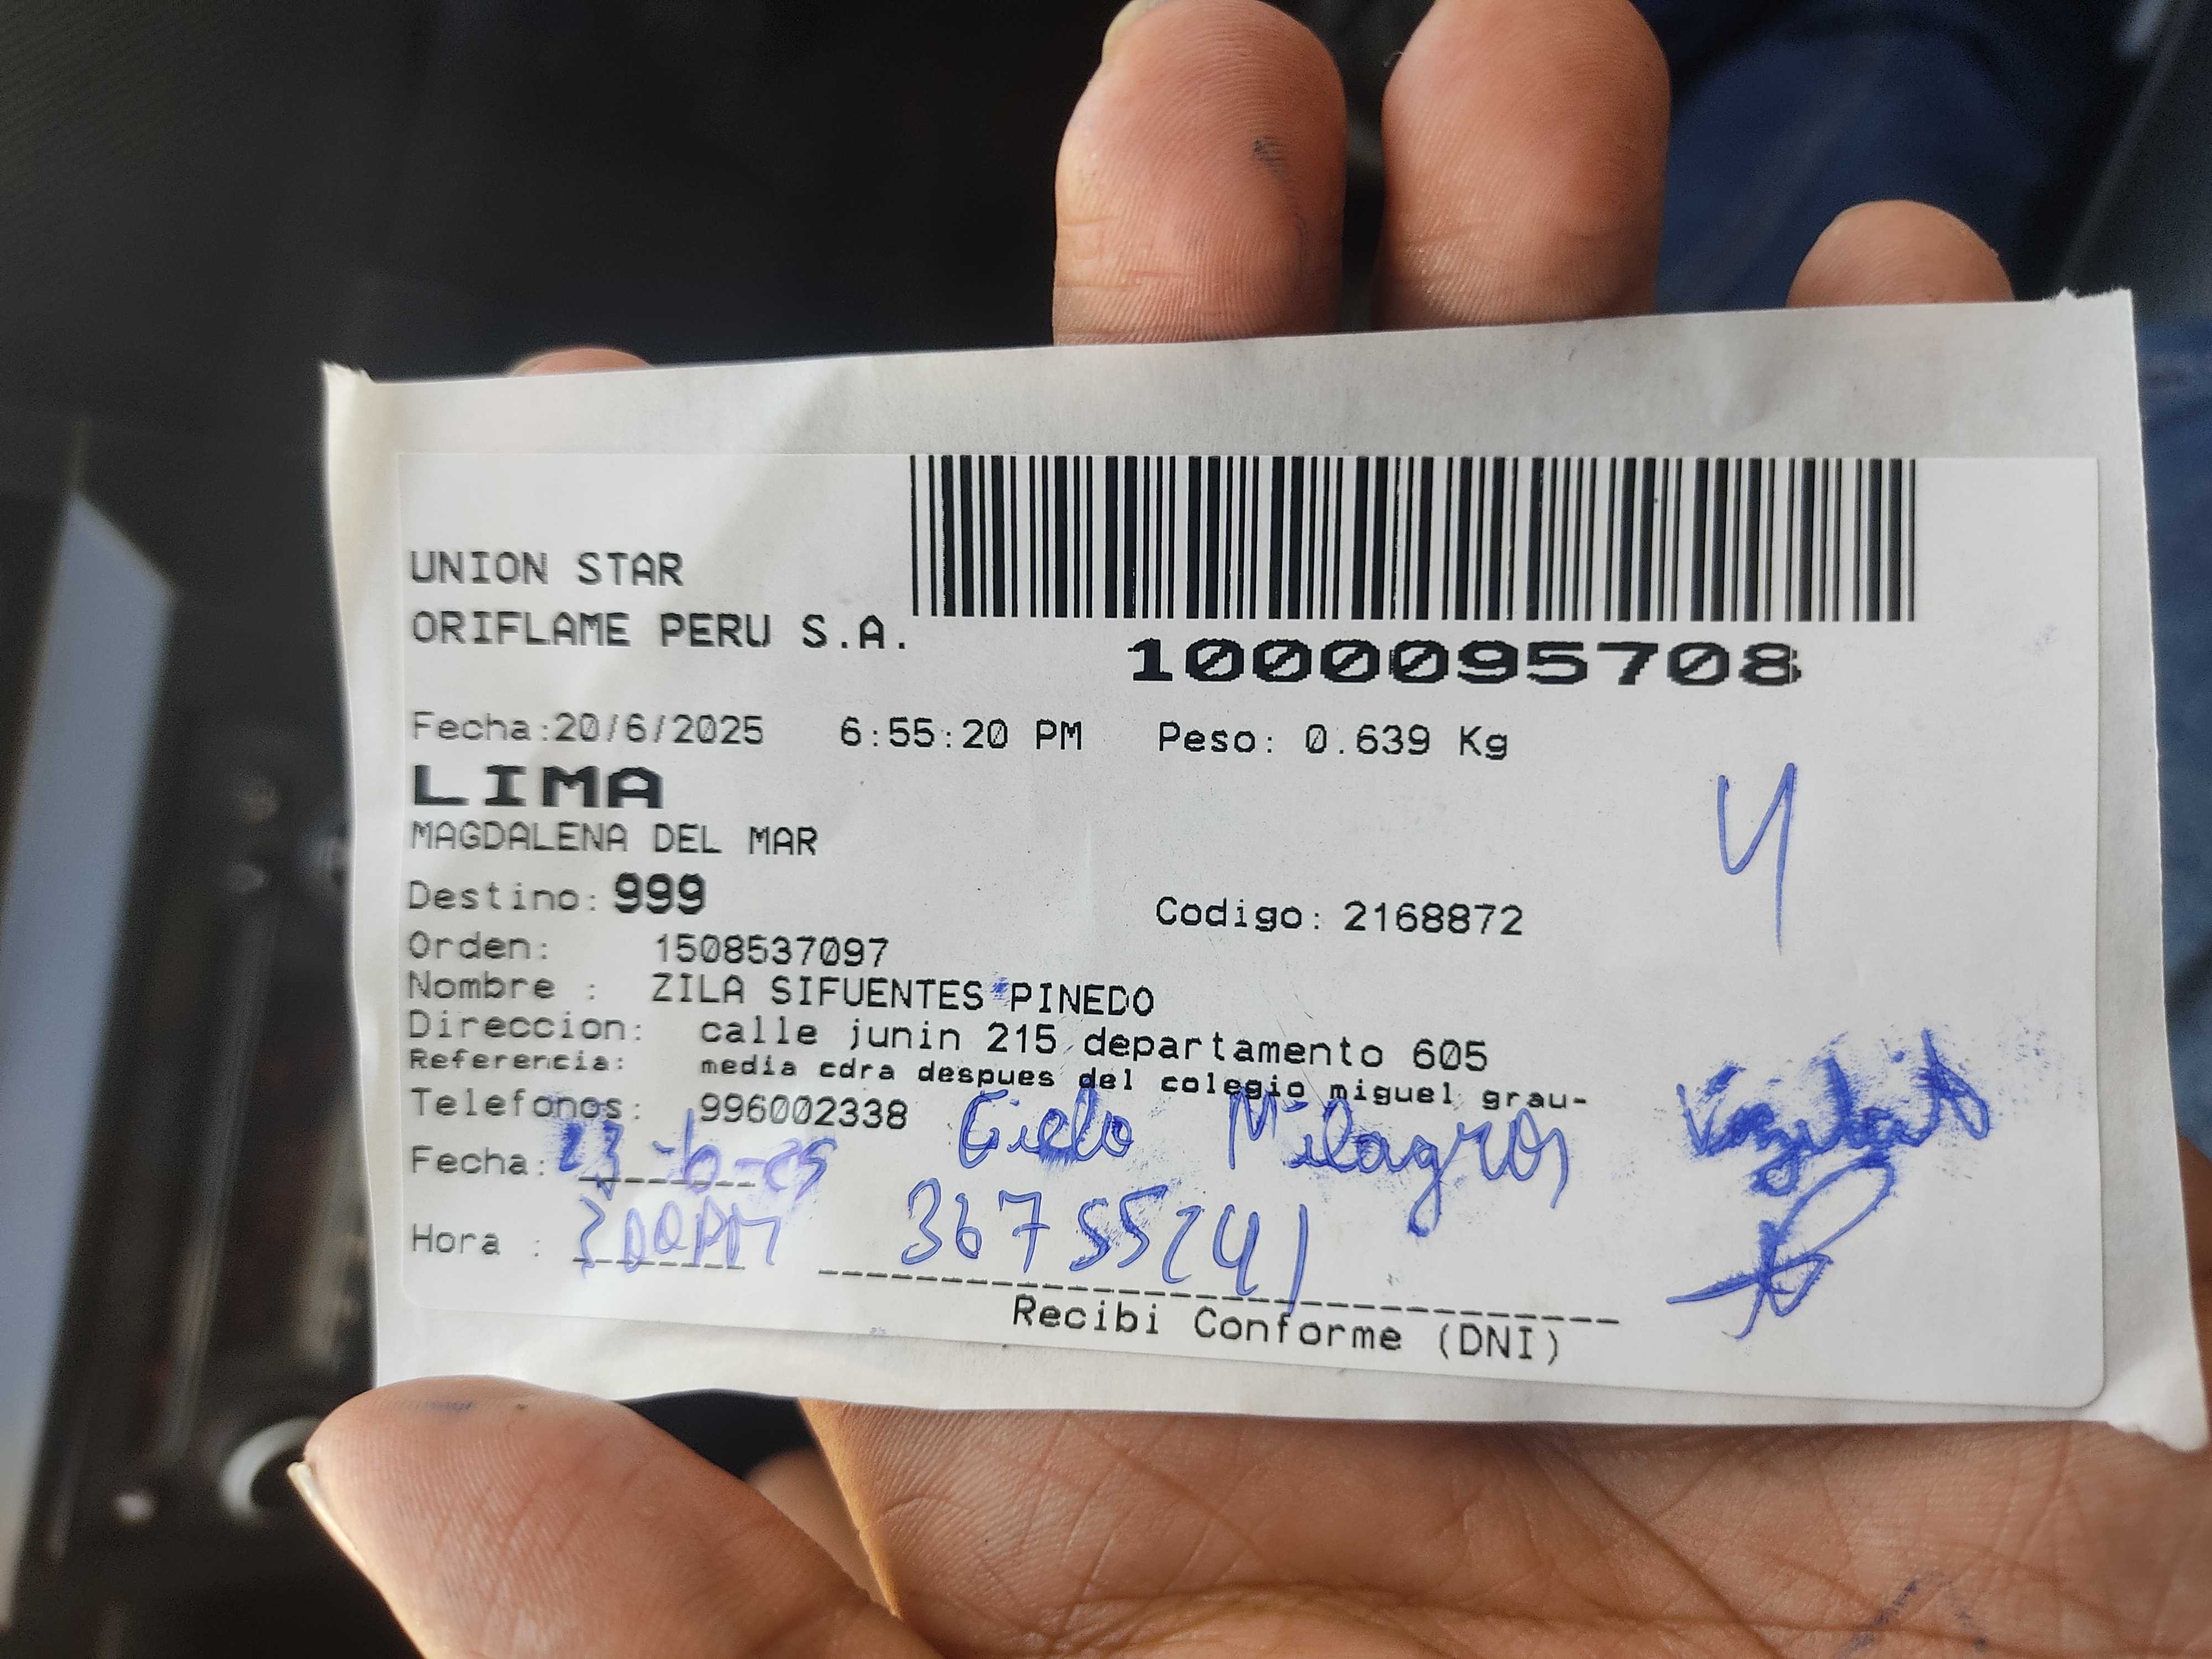 UNION STAR
ORIFLAME PERU S.A.
1000095708
Fecha:20/6/2025 6:55:20 PM Peso: 0.639 Kg
LIMA
MAGDALENA DEL MAR
4
Destino: 999 Codigo: 2168872
Orden: 1508537097
Nombre : ZILA SIFUENTES PINEDO
Direccion: calle junin 215 departamento 605
Referencia: media cdra despues del colegio miguel grau-
Telefonos: 996002338
Cielo Milagros
Fecha: 23-6-25
Hora : 300PM
Recibi Conforme (DNI)